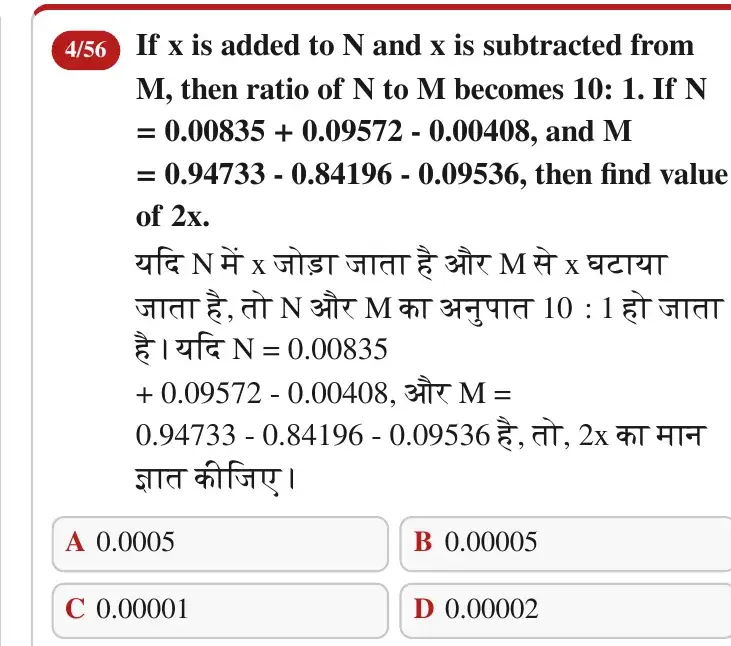 4/56 If x is added to N and x is subtracted from
M, then ratio of N to M becomes 10: 1. If N
= 0.00835 + 0.09572 - 0.00408, and M
= 0.94733 - 0.84196 - 0.09536, then find value
of 2x.
यदि N में x जोड़ा जाता है और M से x घटाया
जाता है, तो N और M का अनुपात 10 : 1 हो जाता
है। यदि N = 0.00835
+ 0.09572 - 0.00408, और M =
0.94733 - 0.84196 - 0.09536 है, तो, 2x का मान
ज्ञात कीजिए।
A 0.0005
B 0.00005
C 0.00001
D 0.00002